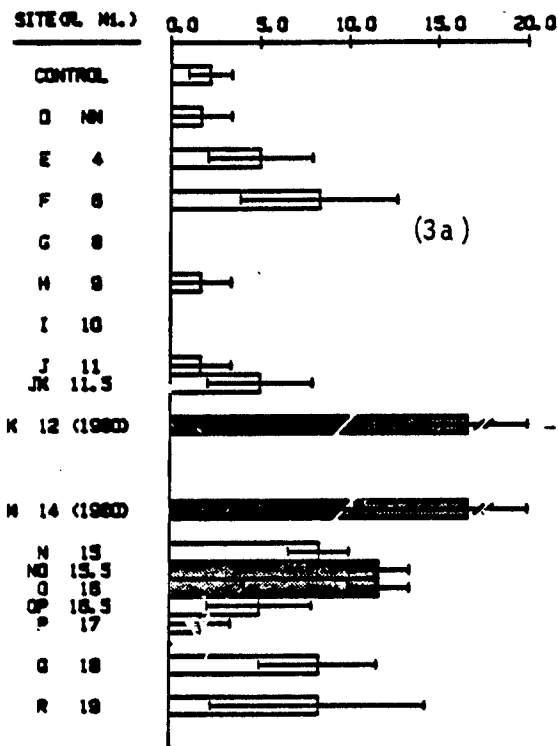 SITE(R. MI.) 0.0 5.0 10.0 15.0 20.0
CONTROL
D NN
E 4
F 6
(3a)
G 8
H 9
I 10
J 11
JK 11.5
K 12 (1980)
M 14 (1980)
N 15
NO 15.5
O 16
OP 16.5
P 17
Q 18
R 19